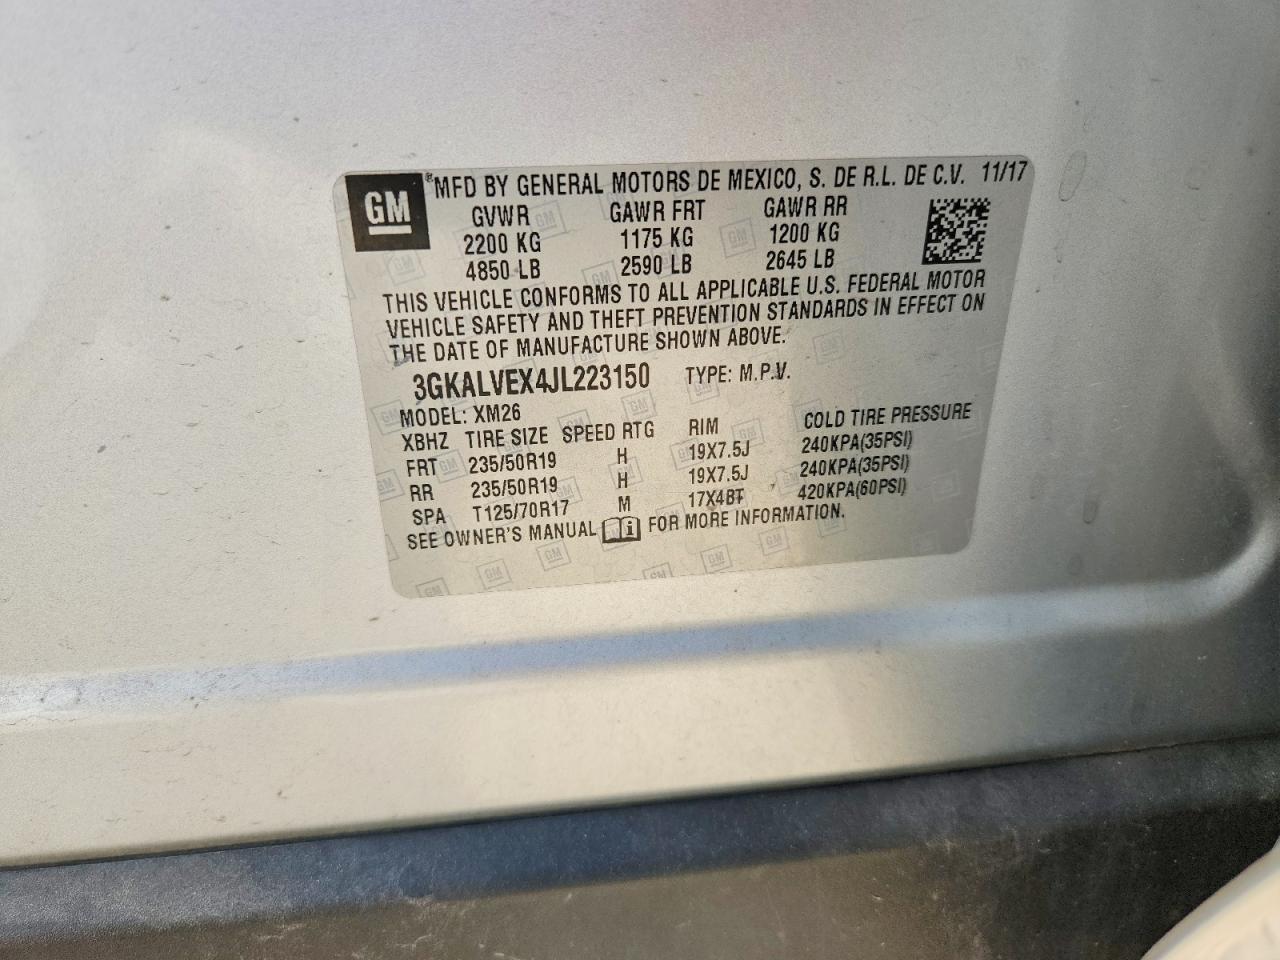 GM ® MFD BY GENERAL MOTORS DE MEXICO, S. DE R.L. DE C.V. 11/17
GVWR GAWR FRT GAWR RR
2200 KG 1175 KG 1200 KG
4850 LB 2590 LB 2645 LB
THIS VEHICLE CONFORMS TO ALL APPLICABLE U.S. FEDERAL MOTOR
VEHICLE SAFETY AND THEFT PREVENTION STANDARDS IN EFFECT ON
THE DATE OF MANUFACTURE SHOWN ABOVE.
3GKALVEX4JL223150 TYPE: M.P.V.
MODEL: XM26
XBHZ TIRE SIZE SPEED RTG RIM COLD TIRE PRESSURE
FRT 235/50R19 H 19X7.5J 240KPA(35PSI)
RR 235/50R19 H 19X7.5J 240KPA(35PSI)
SPA T125/70R17 M 17X4BT 420KPA(60PSI)
SEE OWNER'S MANUAL i FOR MORE INFORMATION.